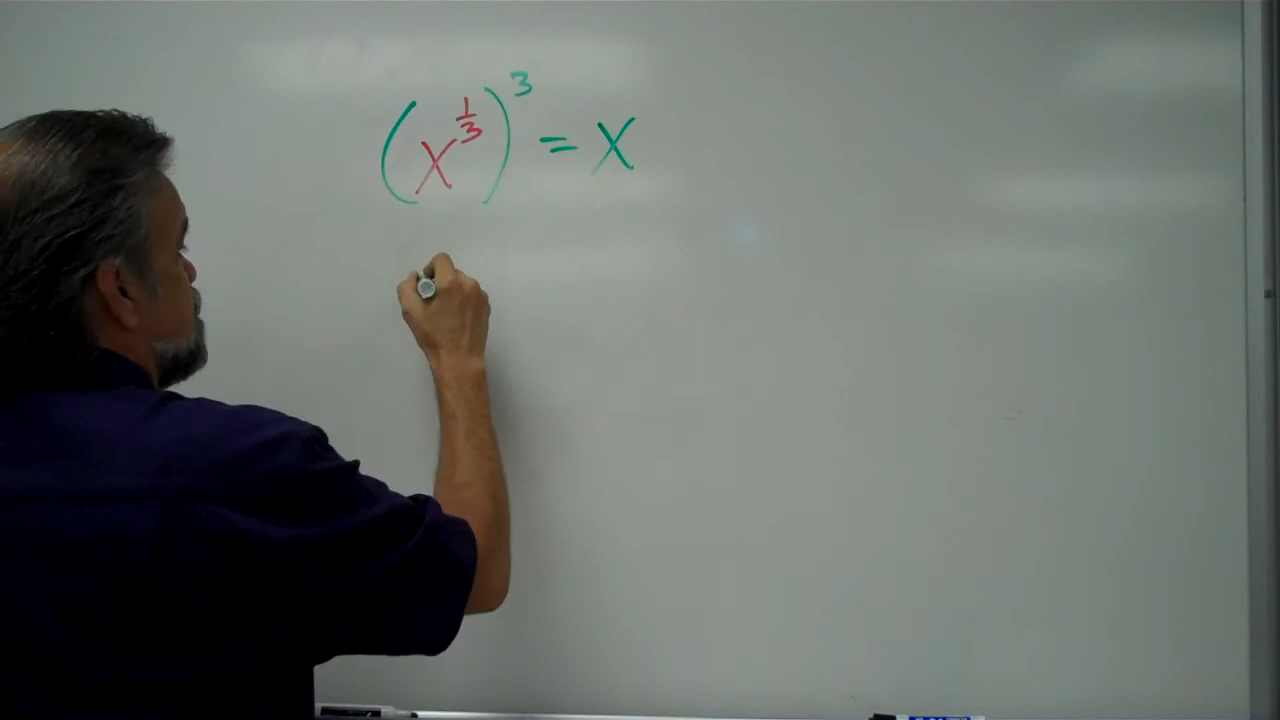 (x^{1/3})^3 = x